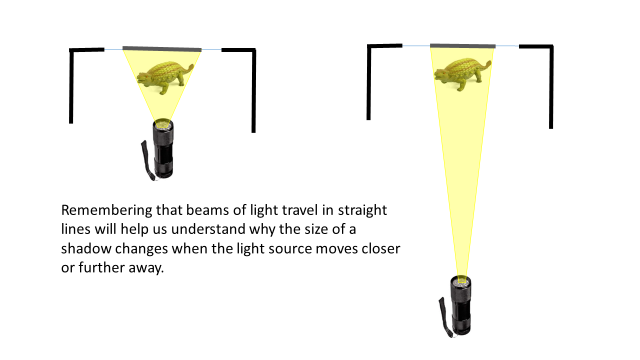 Remembering that beams of light travel in straight
lines will help us understand why the size of a
shadow changes when the light source moves closer
or further away.